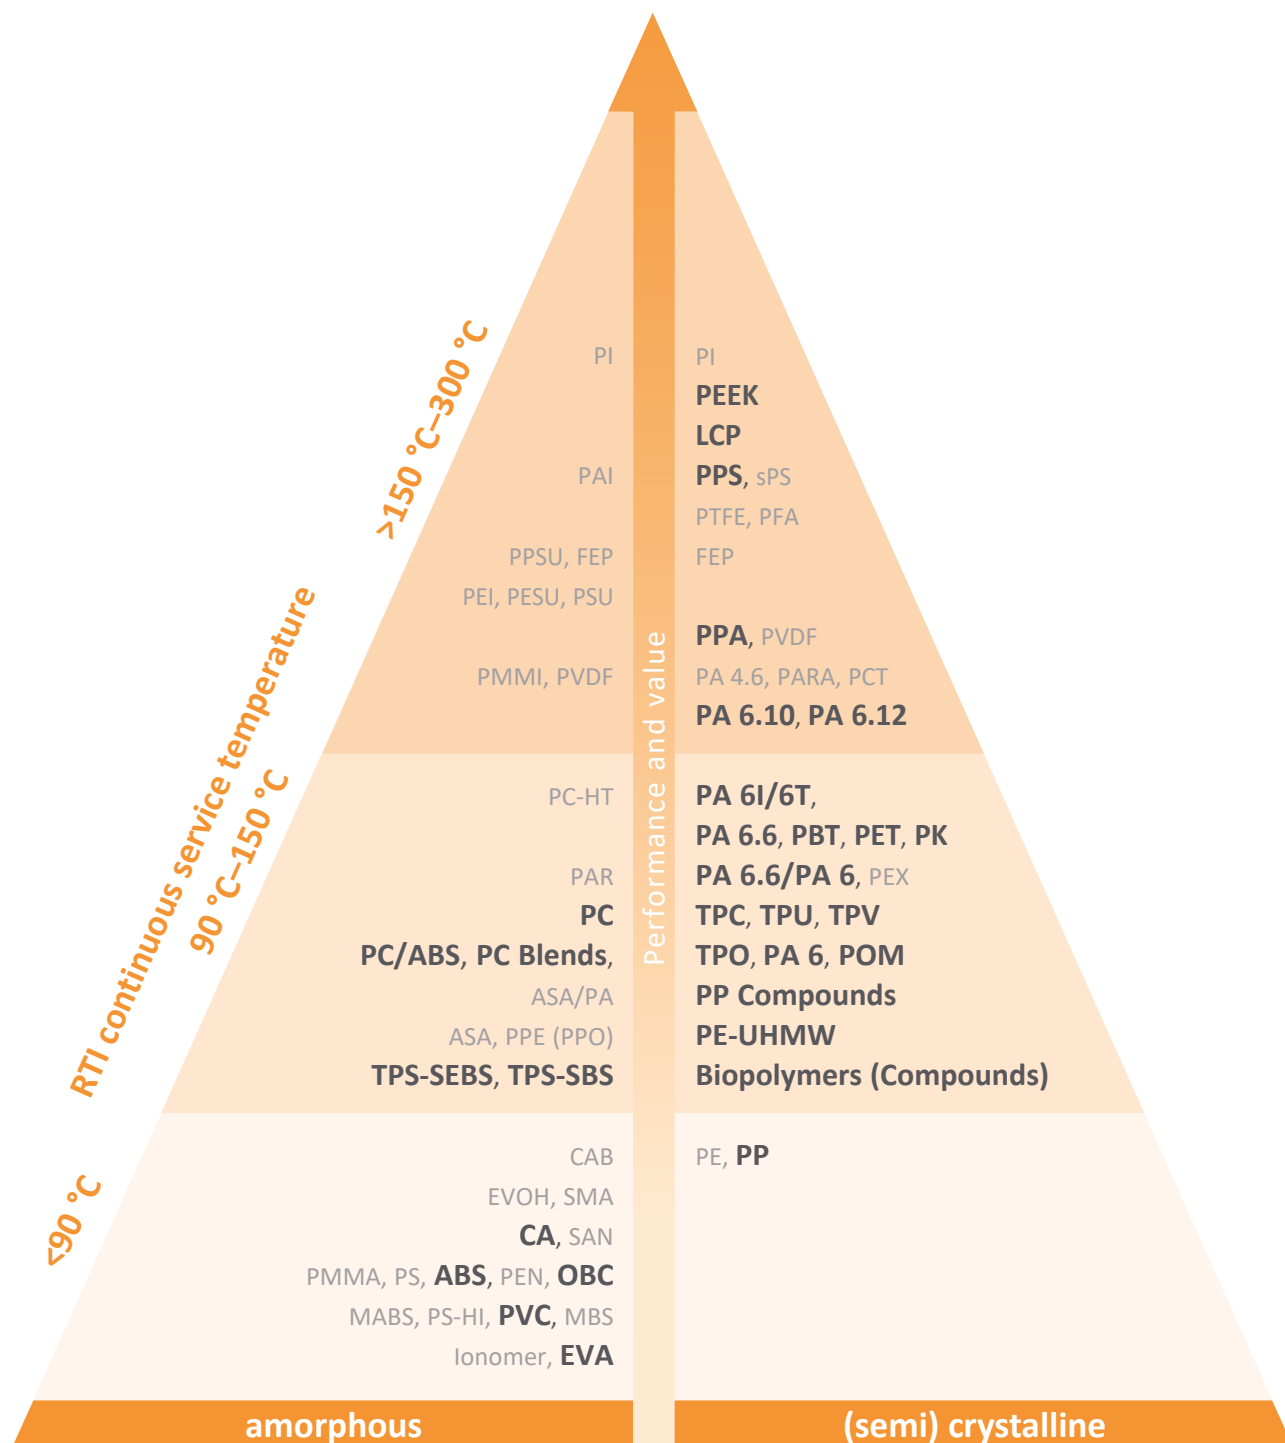 >150 °C–300 °C
PI
PAI
PPSU, FEP
PEI, PESU, PSU
PMMI, PVDF
PI
PEEK
LCP
PPS, sPS
PTFE, PFA
FEP
PPA, PVDF
PA 4.6, PARA, PCT
PA 6.10, PA 6.12
RTI continuous service temperature
Performance and value
90 °C–150 °C
PC-HT
PAR
PC
PC/ABS, PC Blends,
ASA/PA
ASA, PPE (PPO)
TPS-SEBS, TPS-SBS
PA 6I/6T,
PA 6.6, PBT, PET, PK
PA 6.6/PA 6, PEX
TPC, TPU, TPV
TPO, PA 6, POM
PP Compounds
PE-UHMW
Biopolymers (Compounds)
<90 °C
CAB
EVOH, SMA
CA, SAN
PMMA, PS, ABS, PEN, OBC
MABS, PS-HI, PVC, MBS
Ionomer, EVA
PE, PP
amorphous
(semi) crystalline